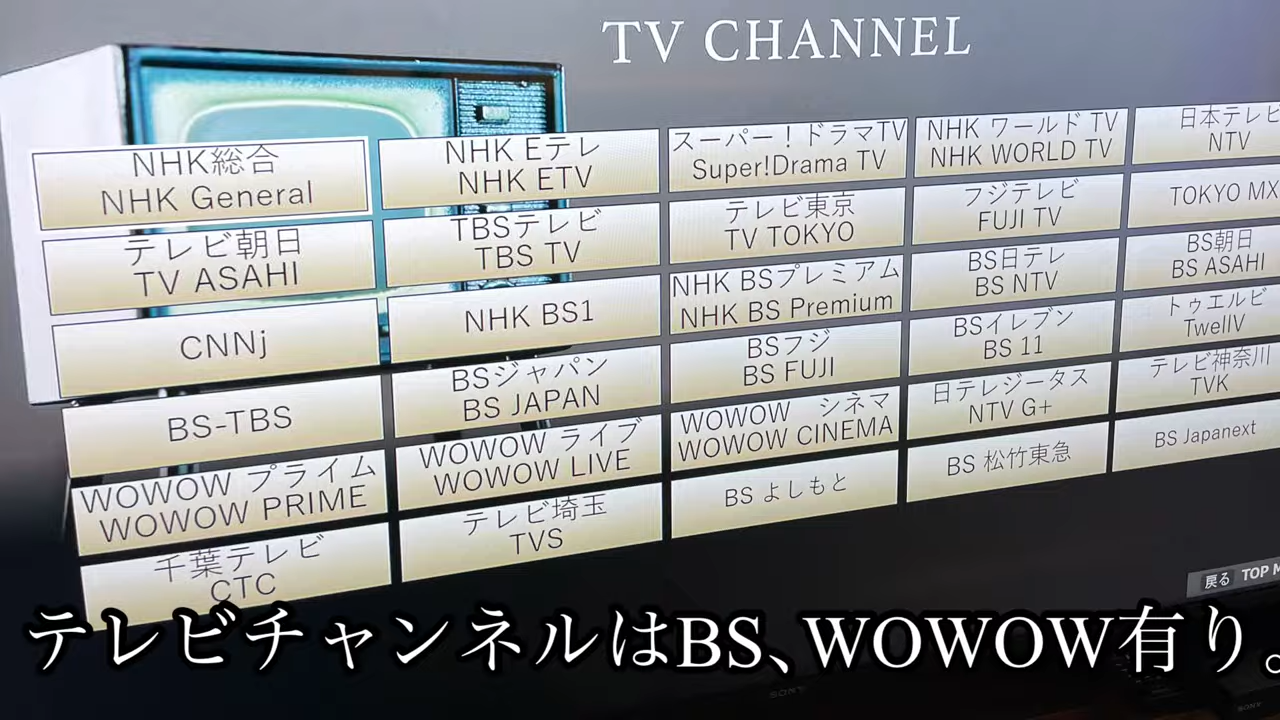 TV CHANNEL
NHK総合
NHK General
NHK Eテレ
NHK ETV
スーパー!ドラマTV
Super!Drama TV
NHK ワールド TV
NHK WORLD TV
日本テレビ
NTV
テレビ朝日
TV ASAHI
TBSテレビ
TBS TV
テレビ東京
TV TOKYO
フジテレビ
FUJI TV
TOKYO MX
CNNj
NHK BS1
NHK BSプレミアム
NHK BS Premium
BS日テレ
BS NTV
BS朝日
BS ASAHI
BS-TBS
BSジャパン
BS JAPAN
BSフジ
BS FUJI
BSイレブン
BS 11
トゥエルビ
TwellV
WOWOW プライム
WOWOW PRIME
WOWOW ライブ
WOWOW LIVE
WOWOW シネマ
WOWOW CINEMA
日テレジータス
NTV G+
テレビ神奈川
TVK
千葉テレビ
CTC
テレビ埼玉
TVS
BS よしもと
BS 松竹東急
BS Japanext
戻る TOP M
テレビチャンネルはBS、WOWOW有り。
SONY
SONY